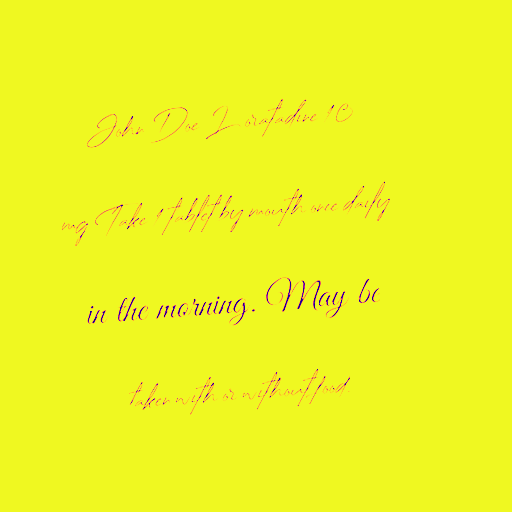 John Doe Loratadine 10
mg Take 1 tablet by mouth once daily
in the morning. May be
taken with or without food